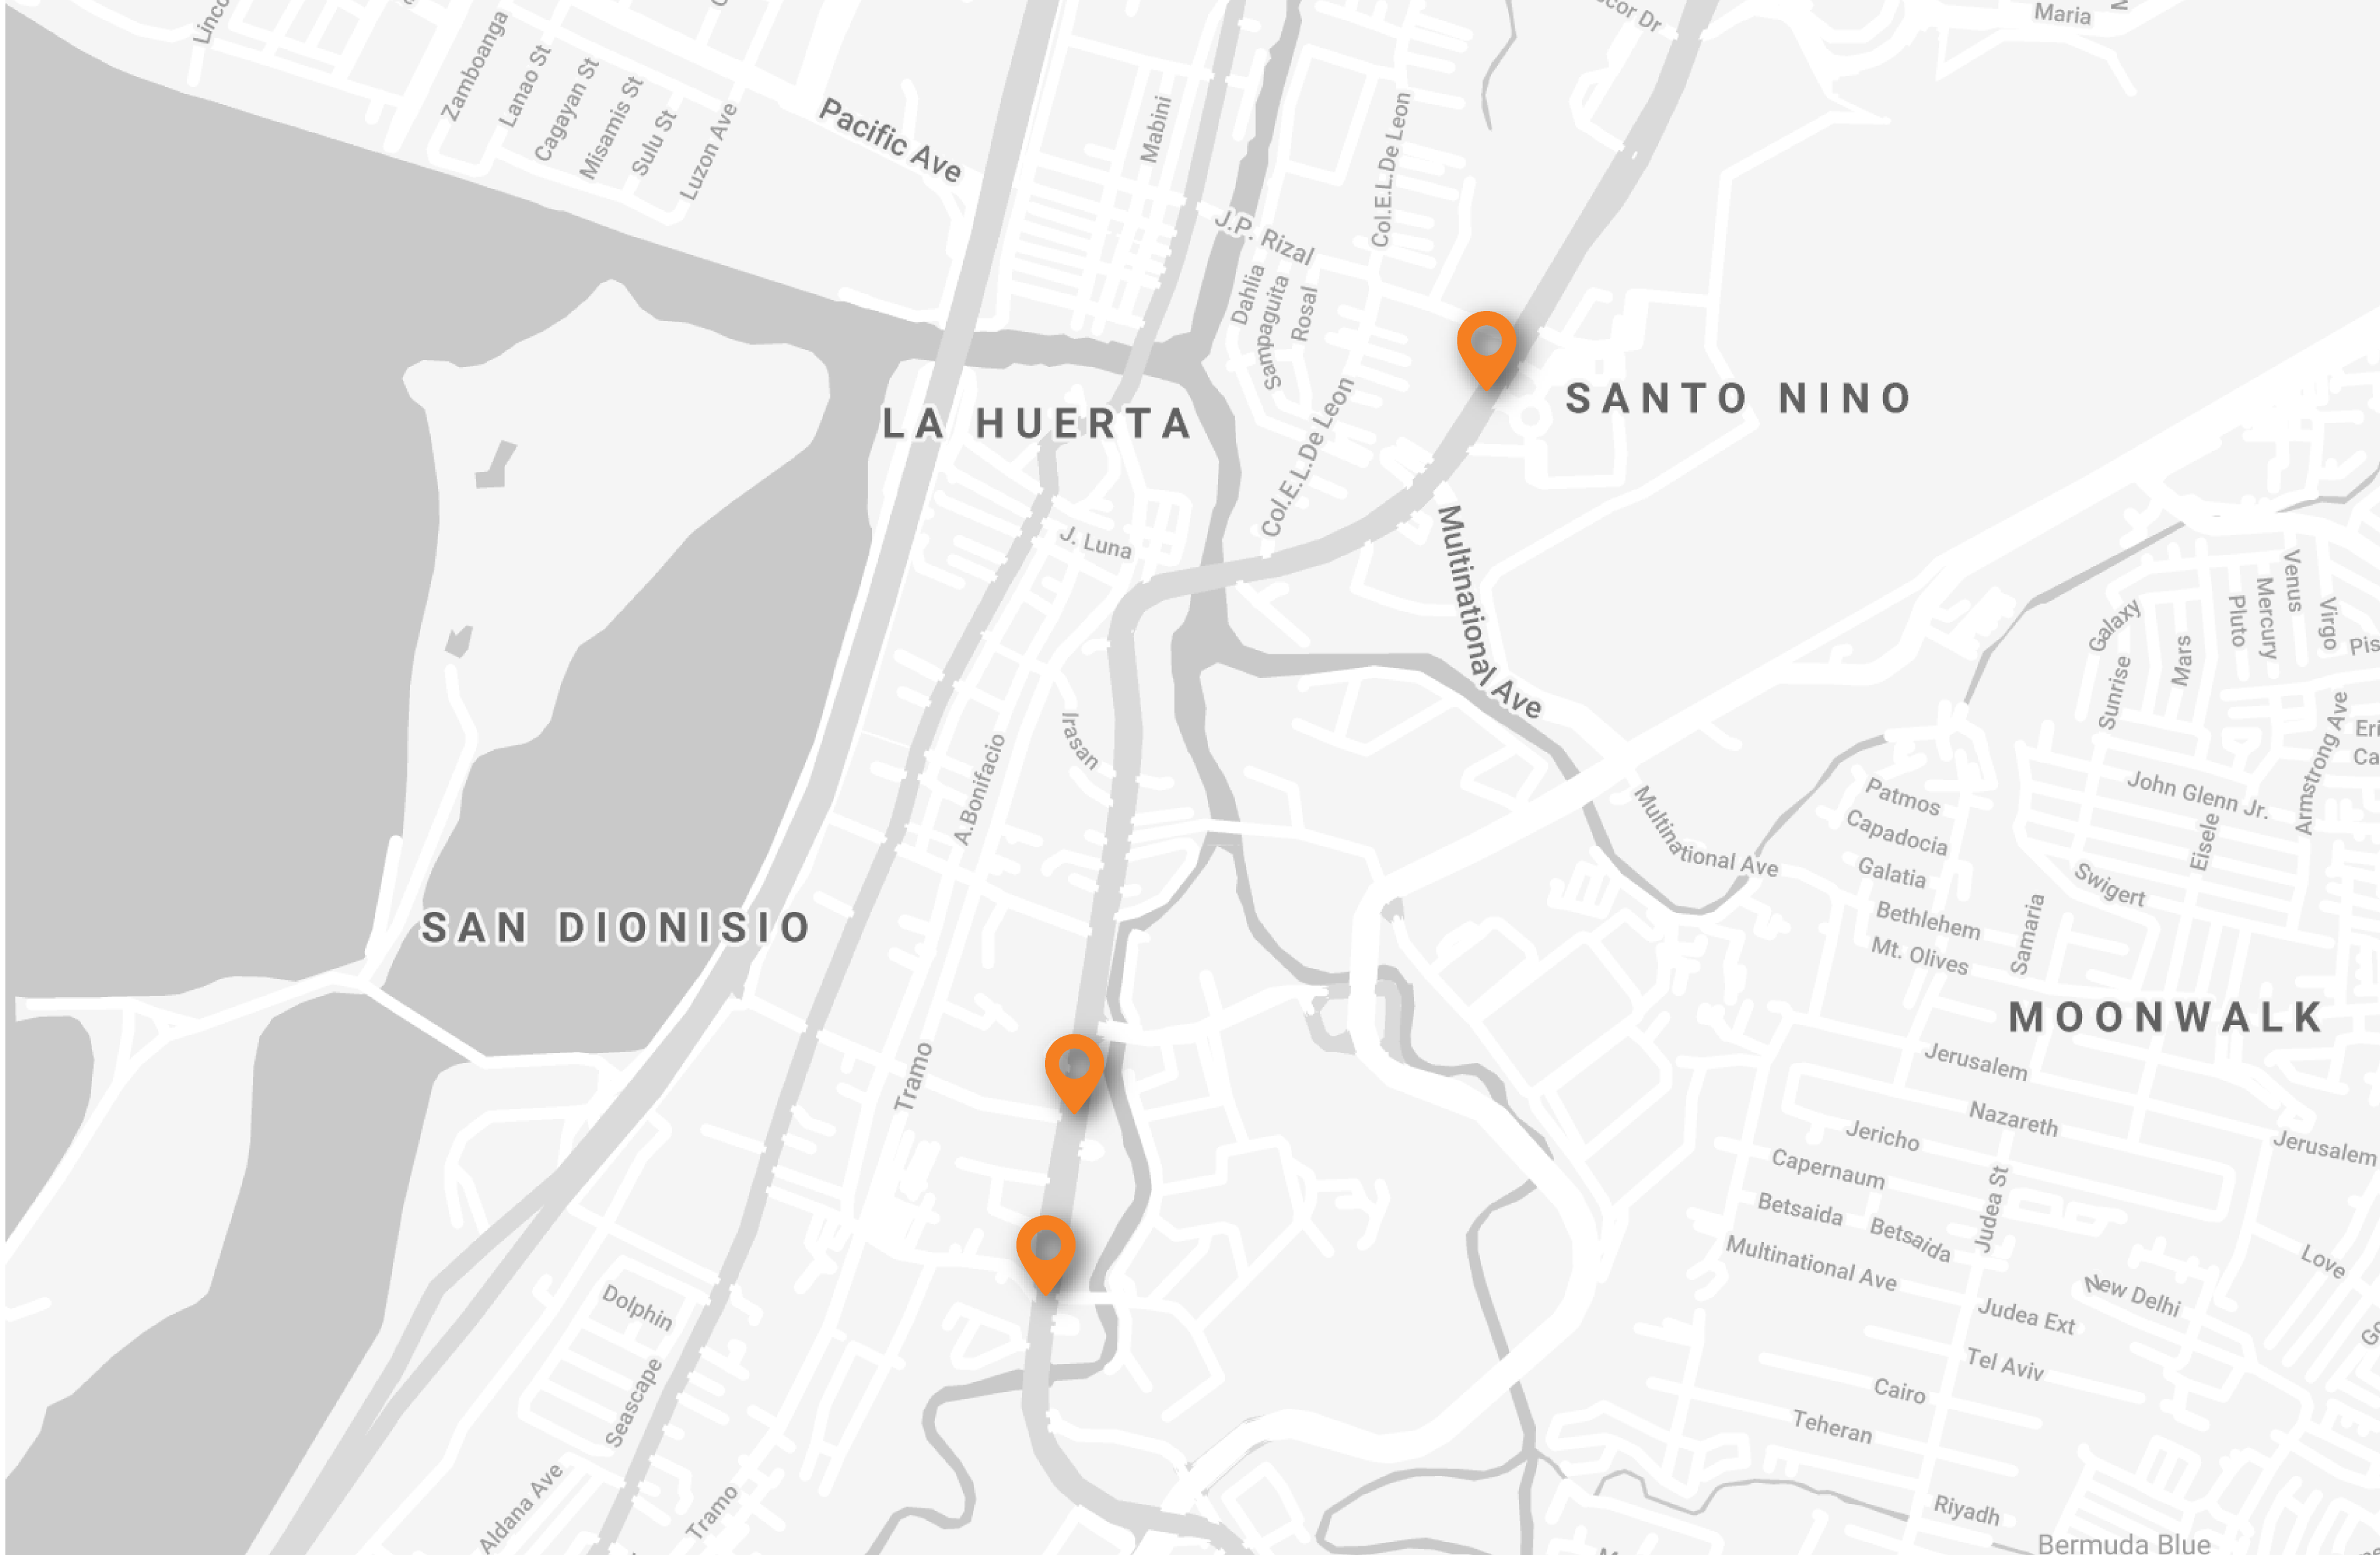 Maria
Zamboanga
Lanao St
Cagayan St
Misamis St
Sulu St
Luzon Ave
Pacific Ave
Mabini
Col.E.L.De Leon
J.P. Rizal
Dahlia
Sampaguita
Rosal
LA HUERTA
SANTO NINO
Col.E.L.De Leon
J. Luna
Multinational Ave
Venus
Mercury
Pluto
Virgo
Galaxy
Mars
Sunrise
Irasan
A.Bonifacio
Armstrong Ave
John Glenn Jr.
Multinational Ave
Patmos
Capadocia
Eisele
Galatia
Swigert
SAN DIONISIO
Bethlehem
Samaria
Mt. Olives
MOONWALK
Tramo
Jerusalem
Nazareth
Jericho
Jerusalem
Capernaum
Betsaida
Betsaida
Judea St
Multinational Ave
Love
New Delhi
Dolphin
Judea Ext
Tel Aviv
Seascape
Cairo
Teheran
Aldana Ave
Tramo
Riyadh
Bermuda Blue